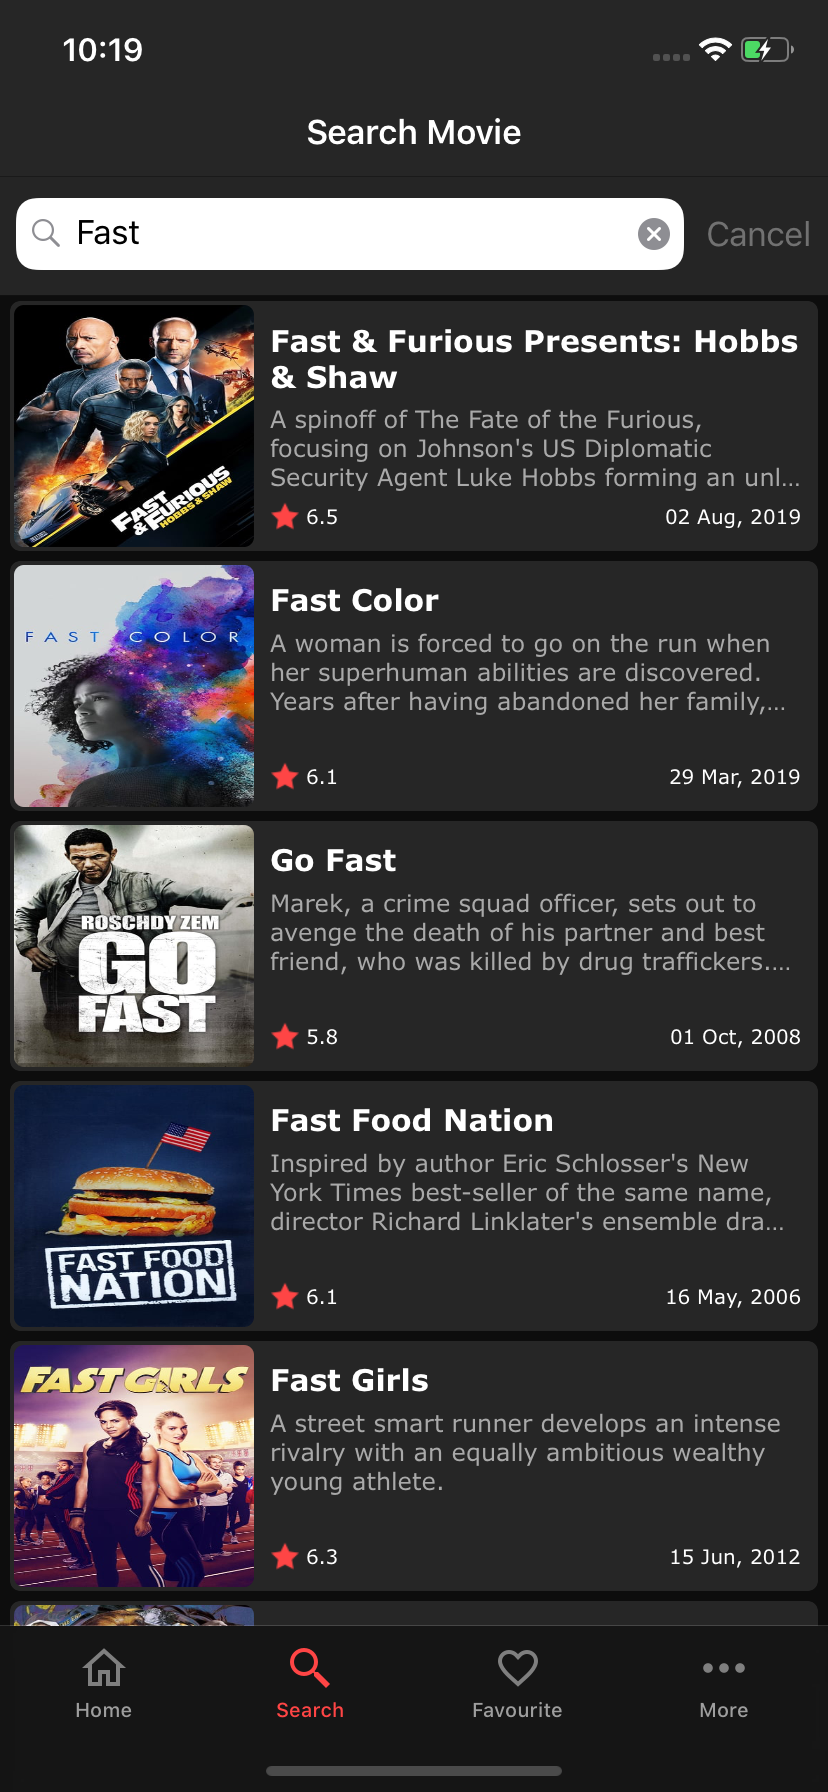 10:19
Search Movie
Fast
Cancel
FAST
& FURIOUS
HOBBS & SHAW
Fast & Furious Presents: Hobbs
& Shaw
A spinoff of The Fate of the Furious,
focusing on Johnson's US Diplomatic
Security Agent Luke Hobbs forming an unl...
6.5
02 Aug, 2019
FAST COLOR
Fast Color
A woman is forced to go on the run when
her superhuman abilities are discovered.
Years after having abandoned her family,...
6.1
29 Mar, 2019
ROSCHDY ZEM
GO
FAST
Go Fast
Marek, a crime squad officer, sets out to
avenge the death of his partner and best
friend, who was killed by drug traffickers....
5.8
01 Oct, 2008
FAST FOOD
NATION
Fast Food Nation
Inspired by author Eric Schlosser's New
York Times best-seller of the same name,
director Richard Linklater's ensemble dra...
6.1
16 May, 2006
FAST GIRLS
Fast Girls
A street smart runner develops an intense
rivalry with an equally ambitious wealthy
young athlete.
6.3
15 Jun, 2012
Home
Search
Favourite
More